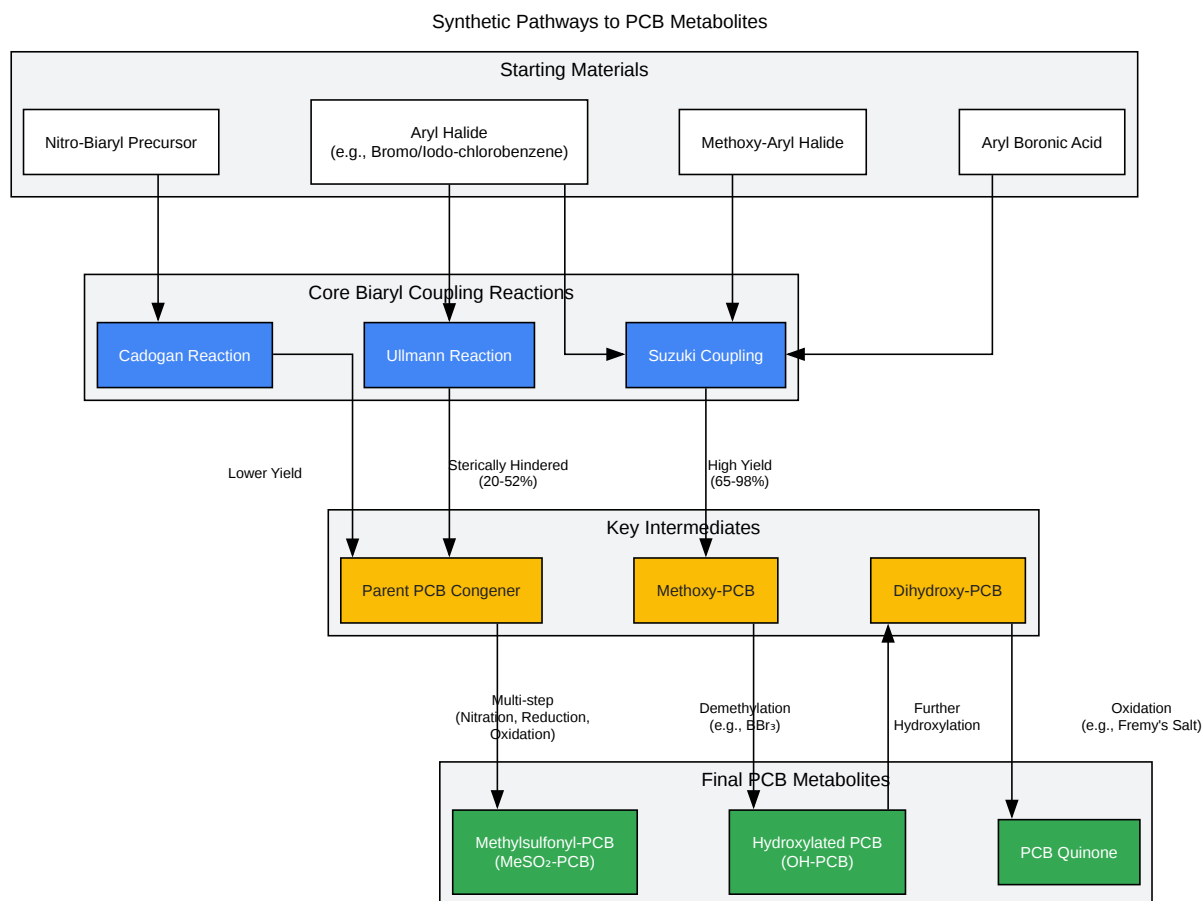 Synthetic Pathways to PCB Metabolites
Starting Materials
Nitro-Biaryl Precursor
Aryl Halide
(e.g., Bromo/Iodo-chlorobenzene)
Methoxy-Aryl Halide
Aryl Boronic Acid
Core Biaryl Coupling Reactions
Cadogan Reaction
Ullmann Reaction
Suzuki Coupling
Lower Yield
Sterically Hindered
(20-52%)
High Yield
(65-98%)
Key Intermediates
Parent PCB Congener
Methoxy-PCB
Dihydroxy-PCB
Multi-step
(Nitration, Reduction,
Oxidation)
Demethylation
(e.g., BBr₃)
Further
Hydroxylation
Oxidation
(e.g., Fremy's Salt)
Final PCB Metabolites
Methylsulfonyl-PCB
(MeSO₂-PCB)
Hydroxylated PCB
(OH-PCB)
PCB Quinone